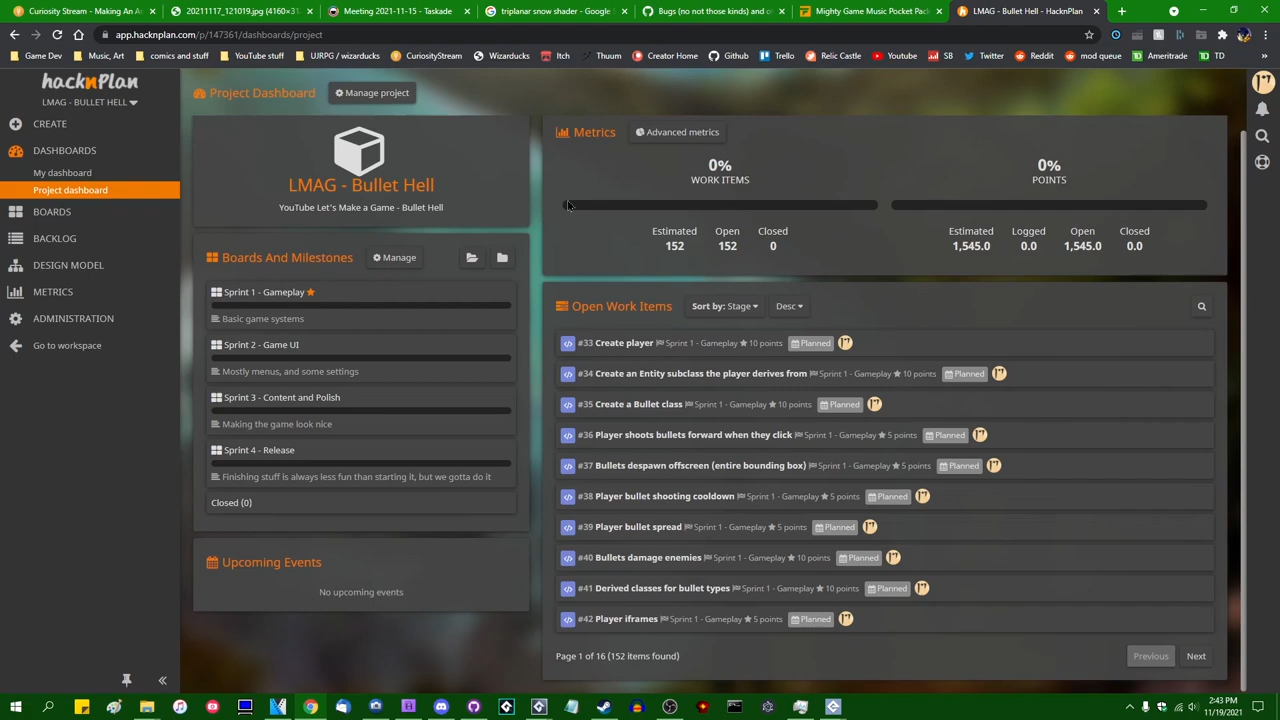 Curiosity Stream - Making An A
20211117_121019.jpg (4160×31
Meeting 2021-11-15 - Taskade
triplanar snow shader - Google S
Bugs (no not those kinds) and o
Mighty Game Music Pocket Pack
LMAG - Bullet Hell - HacknPlan
app.hacknplan.com/p/147361/dashboards/project
Game Dev
Music, Art
comics and stuff
YouTube stuff
UJRPG / wizards
CuriosityStream
Wizerducks
Itch
Tumor
Creator Home
Github
Trello
Relic Castle
YouTube
SB
Twitter
Reddit
mod queue
TD
Ameritrade
TD
hacknPlan
LMAG - BULLET HELL
CREATE
DASHBOARDS
My dashboard
Project dashboard
BOARDS
BACKLOG
DESIGN MODEL
METRICS
ADMINISTRATION
Go to workspace
Project Dashboard
Manage project
LMAG - Bullet Hell
YouTube Let's Make a Game - Bullet Hell
Boards And Milestones
Manage
Sprint 1 - Gameplay
Basic game systems
Sprint 2 - Game UI
Mostly menus, and some settings
Sprint 3 - Content and Polish
Making the game look nice
Sprint 4 - Release
Finishing stuff is always less fun than starting it, but we gotta do it
Closed (0)
Upcoming Events
No upcoming events
Metrics
Advanced metrics
0%
WORK ITEMS
Estimated Open Closed
152 152 0
0%
POINTS
Estimated Logged Open Closed
1,545.0 0.0 1,545.0 0.0
Open Work Items
Sort by: Stage
Desc
#33 Create player Sprint 1 - Gameplay 10 points Planned
#34 Create an Entity subclass the player derives from Sprint 1 - Gameplay 10 points Planned
#35 Create a Bullet class Sprint 1 - Gameplay 10 points Planned
#36 Player shoots bullets forward when they click Sprint 1 - Gameplay 5 points Planned
#37 Bullets despawn offscreen (entire bounding box) Sprint 1 - Gameplay 5 points Planned
#38 Player bullet shooting cooldown Sprint 1 - Gameplay 5 points Planned
#39 Player bullet spread Sprint 1 - Gameplay 5 points Planned
#40 Bullets damage enemies Sprint 1 - Gameplay 10 points Planned
#41 Derived classes for bullet types Sprint 1 - Gameplay 10 points Planned
#42 Player iframes Sprint 1 - Gameplay 5 points Planned
Page 1 of 16 (152 items found)
Previous
Next
2:43 PM
11/19/2021